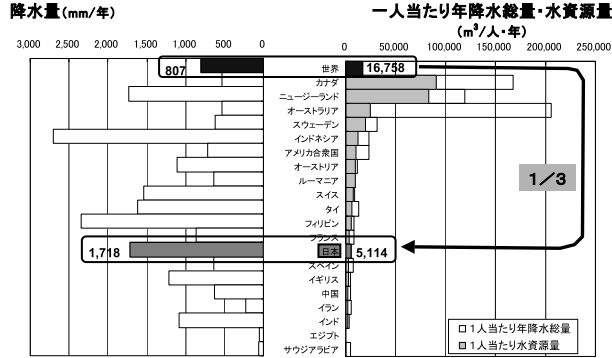 降水量(mm/年)
一人当たり年降水総量・水資源量
(m³/人・年)
3,000 2,500 2,000 1,500 1,000 500 0
0 50,000 100,000 150,000 200,000 250,000
807 世界 16,758
カナダ
ニュージーランド
オーストラリア
スウェーデン
インドネシア
アメリカ合衆国
オーストリア
ルーマニア
スイス
タイ
フィリピン
フランス
1,718 日本 5,114
スペイン
イギリス
中国
イラン
インド
エジプト
サウジアラビア
1/3
1人当たり年降水総量
1人当たり水資源量